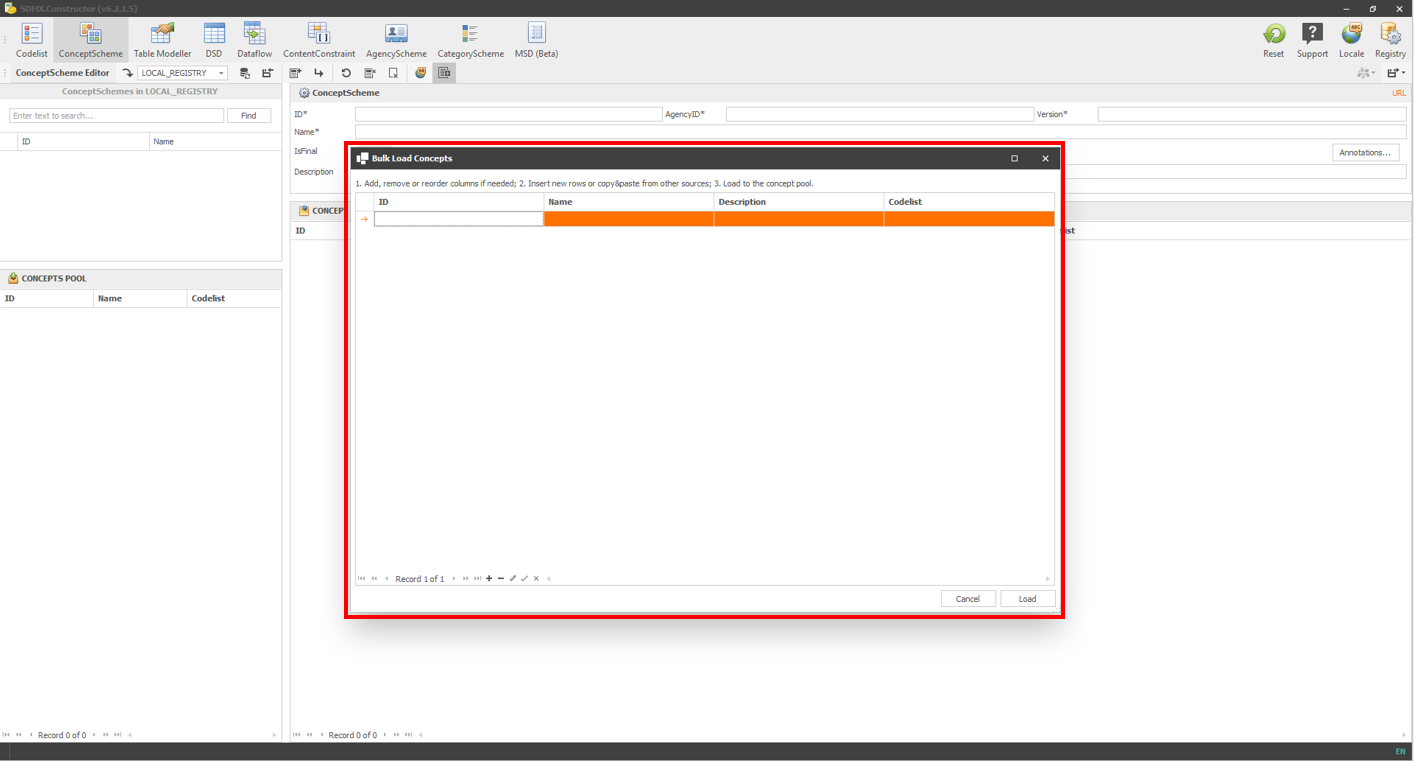 SDMX.Constructor (v6.2.1.5)
Codelist ConceptScheme Table Modeller DSD Dataflow ContentConstraint AgencyScheme CategoryScheme MSD (Beta) Reset Support Locale Registry
ConceptScheme Editor LOCAL_REGISTRY
ConceptSchemes in LOCAL_REGISTRY
Enter text to search... Find
ID Name
CONCEPTS POOL
ID Name Codelist
Record 0 of 0
ConceptScheme URL
ID* AgencyID* Version*
Name*
IsFinal Annotations...
Description
CONCEP
ID ist
Bulk Load Concepts
1. Add, remove or reorder columns if needed; 2. Insert new rows or copy&paste from other sources; 3. Load to the concept pool.
ID Name Description Codelist
Record 1 of 1
Cancel Load
Record 0 of 0
EN